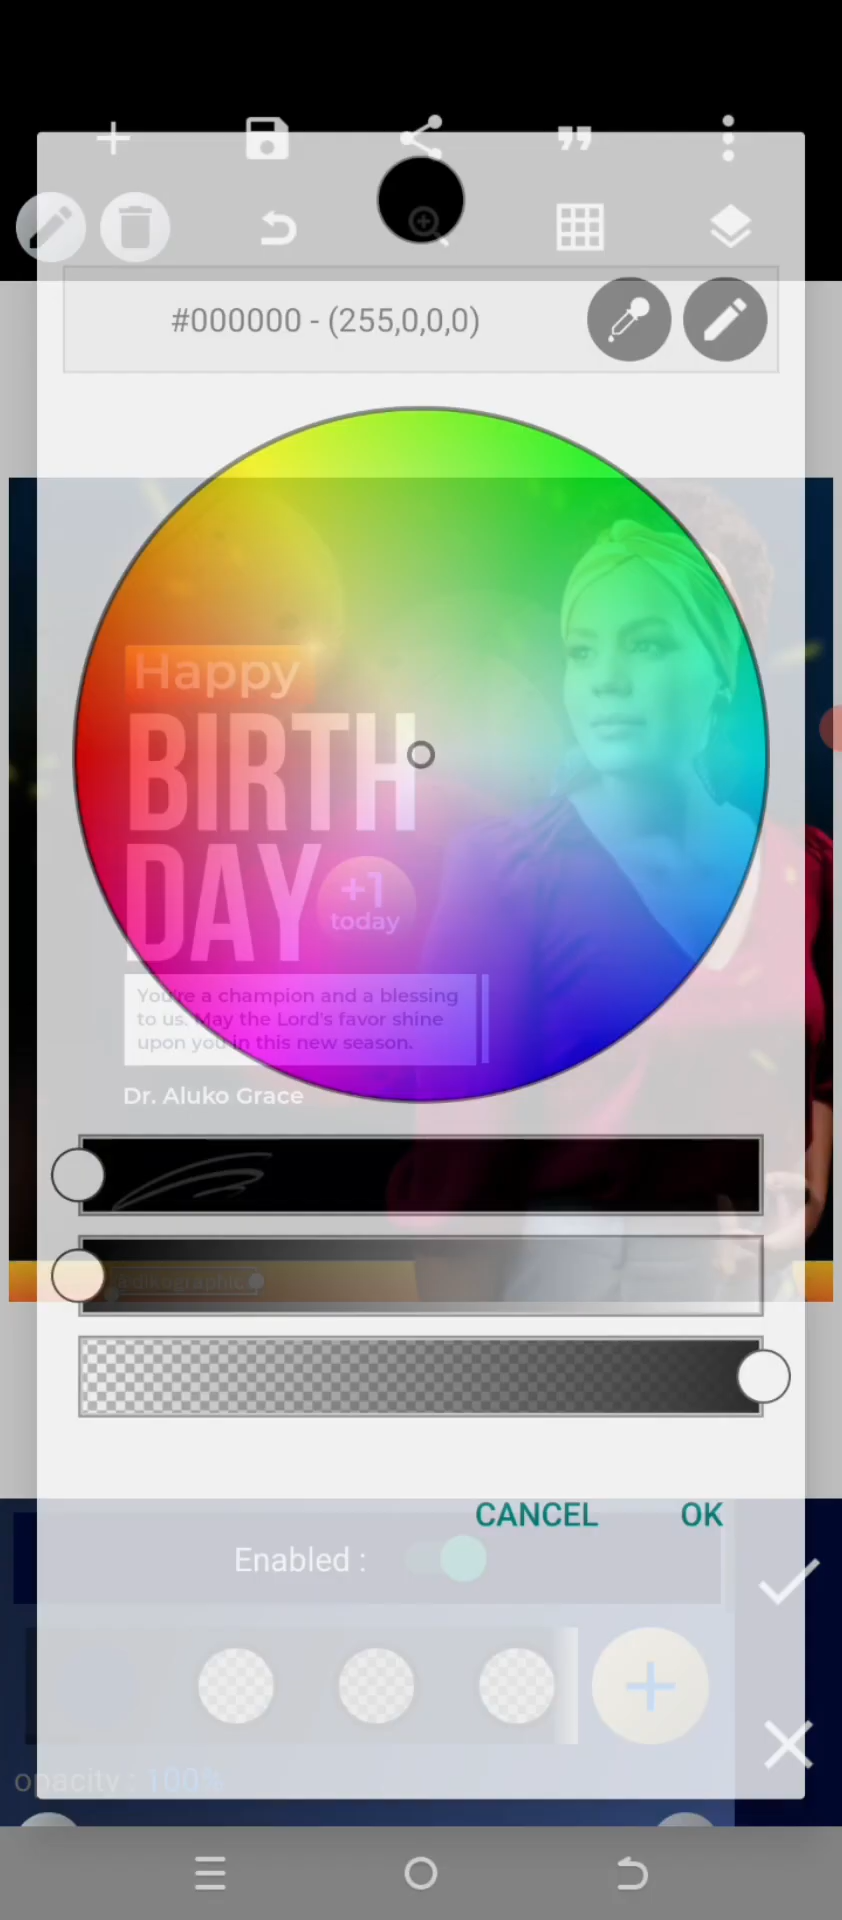 #000000 - (255,0,0,0)
Happy
BIRTH
DAY
+1
today
You're a champion and a blessing
to us. May the Lord's favor shine
upon you in this new season.
Dr. Aluko Grace
adikographic
CANCEL
OK
Enabled :
opacity : 100%